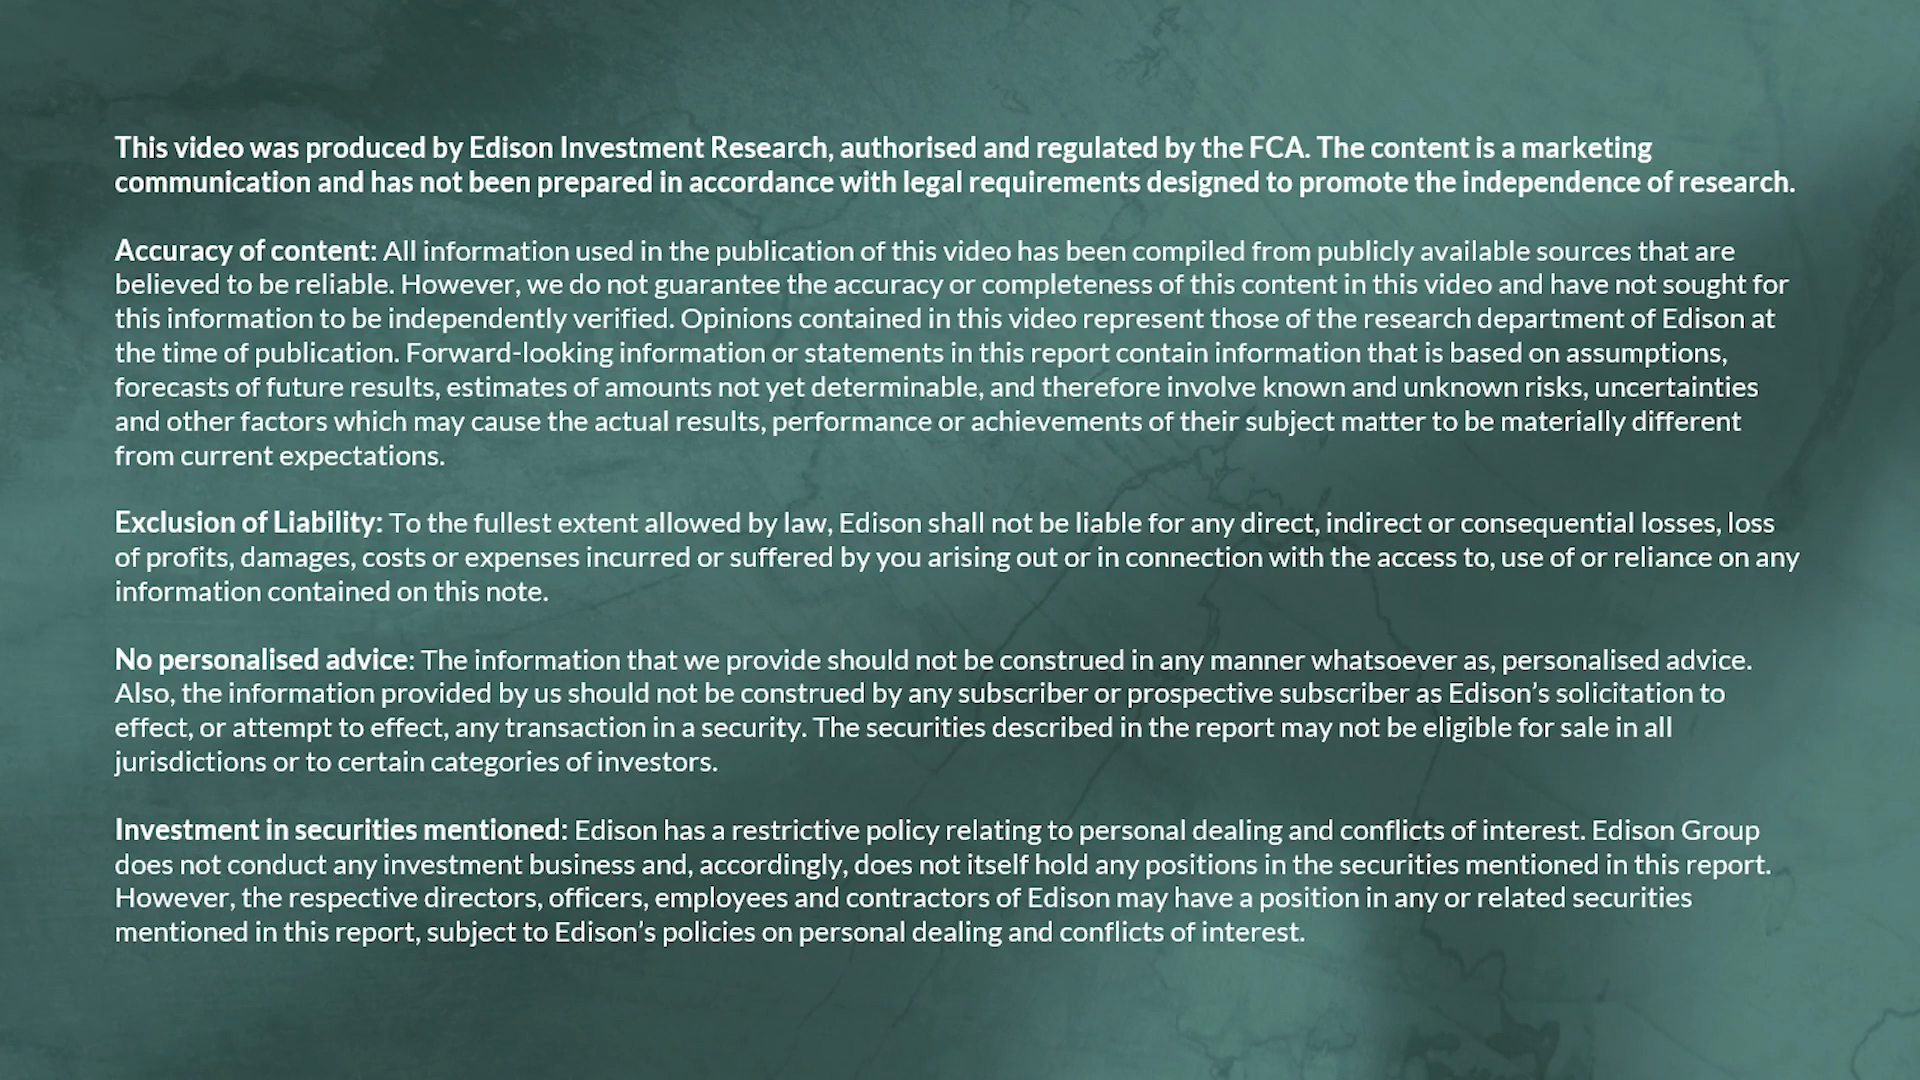 This video was produced by Edison Investment Research, authorised and regulated by the FCA. The content is a marketing
communication and has not been prepared in accordance with legal requirements designed to promote the independence of research.
Accuracy of content: All information used in the publication of this video has been compiled from publicly available sources that are
believed to be reliable. However, we do not guarantee the accuracy or completeness of this content in this video and have not sought for
this information to be independently verified. Opinions contained in this video represent those of the research department of Edison at
the time of publication. Forward-looking information or statements in this report contain information that is based on assumptions,
forecasts of future results, estimates of amounts not yet determinable, and therefore involve known and unknown risks, uncertainties
and other factors which may cause the actual results, performance or achievements of their subject matter to be materially different
from current expectations.
Exclusion of Liability: To the fullest extent allowed by law, Edison shall not be liable for any direct, indirect or consequential losses, loss
of profits, damages, costs or expenses incurred or suffered by you arising out or in connection with the access to, use of or reliance on any
information contained on this note.
No personalised advice: The information that we provide should not be construed in any manner whatsoever as, personalised advice.
Also, the information provided by us should not be construed by any subscriber or prospective subscriber as Edison’s solicitation to
effect, or attempt to effect, any transaction in a security. The securities described in the report may not be eligible for sale in all
jurisdictions or to certain categories of investors.
Investment in securities mentioned: Edison has a restrictive policy relating to personal dealing and conflicts of interest. Edison Group
does not conduct any investment business and, accordingly, does not itself hold any positions in the securities mentioned in this report.
However, the respective directors, officers, employees and contractors of Edison may have a position in any or related securities
mentioned in this report, subject to Edison’s policies on personal dealing and conflicts of interest.